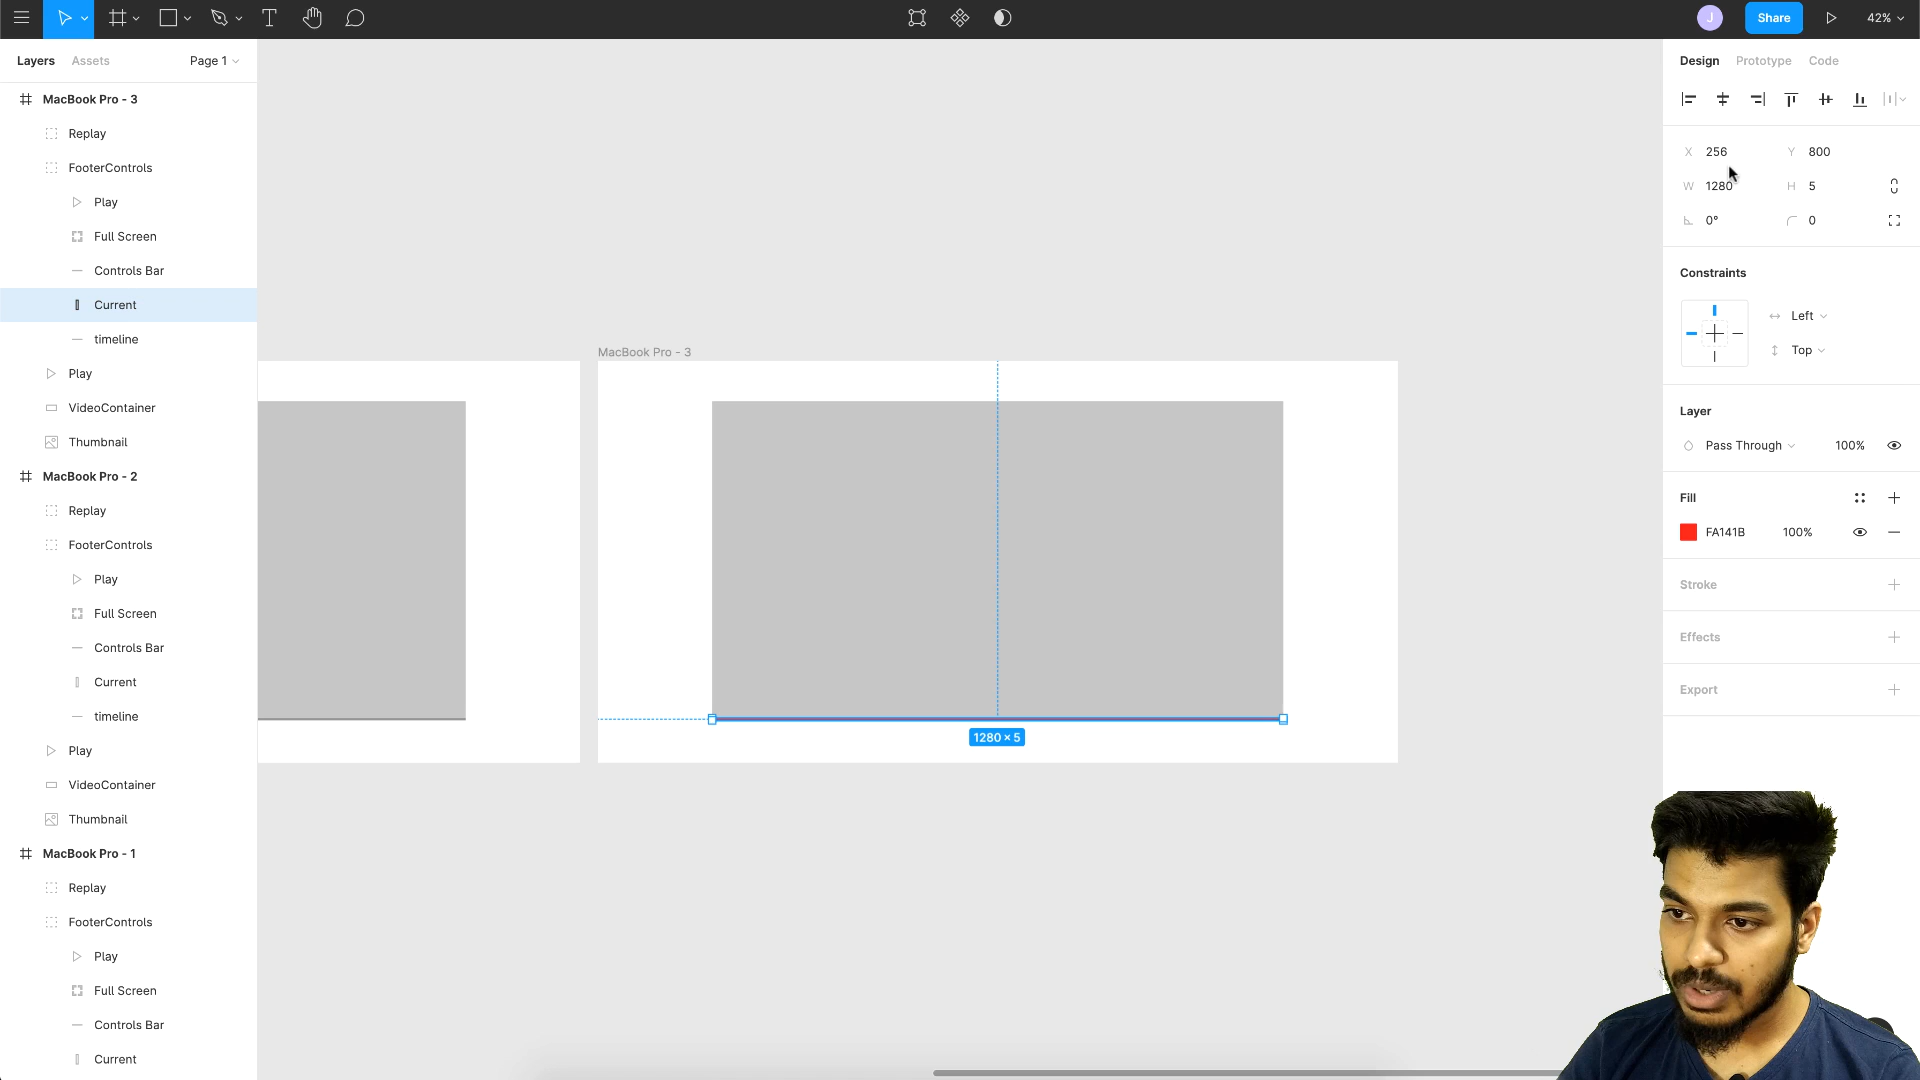 J
Share
42%
Layers
Assets
Page 1
MacBook Pro - 3
Replay
FooterControls
Play
Full Screen
Controls Bar
Current
timeline
Play
VideoContainer
Thumbnail
MacBook Pro - 2
Replay
FooterControls
Play
Full Screen
Controls Bar
Current
timeline
Play
VideoContainer
Thumbnail
MacBook Pro - 1
Replay
FooterControls
Play
Full Screen
Controls Bar
Current
MacBook Pro - 3
1280 × 5
Design
Prototype
Code
X 256 Y 800
W 1280 H 5
0° 0
Constraints
Left
Top
Layer
Pass Through 100%
Fill
FA141B 100%
Stroke
Effects
Export